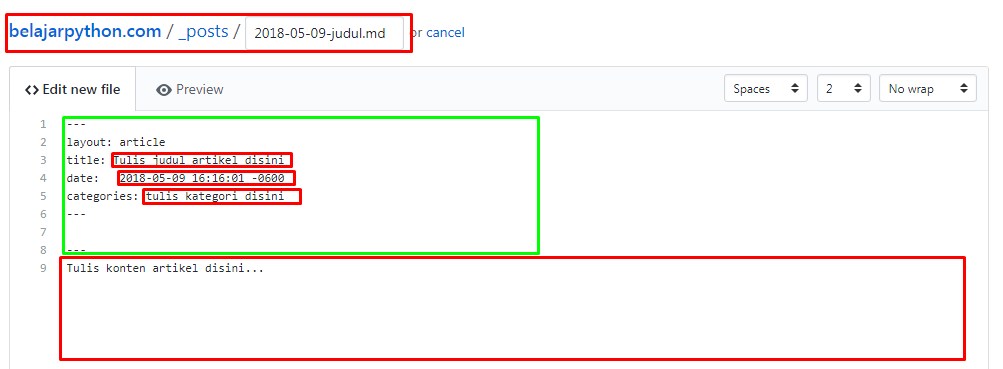 belajarpython.com / _posts / 2018-05-09-judul.md or cancel
<> Edit new file Preview Spaces 2 No wrap
1 ---
2 layout: article
3 title: Tulis judul artikel disini
4 date: 2018-05-09 16:16:01 -0600
5 categories: tulis kategori disini
6 ---
7
8 ---
9 Tulis konten artikel disini...